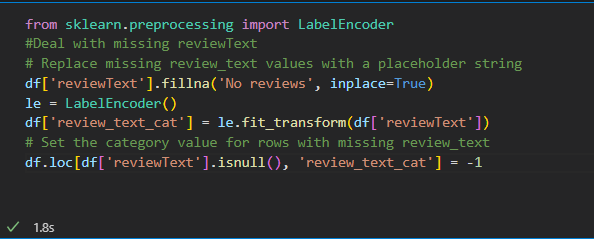 from sklearn.preprocessing import LabelEncoder
#Deal with missing reviewText
# Replace missing review_text values with a placeholder string
df['reviewText'].fillna('No reviews', inplace=True)
le = LabelEncoder()
df['review_text_cat'] = le.fit_transform(df['reviewText'])
# Set the category value for rows with missing review_text
df.loc[df['reviewText'].isnull(), 'review_text_cat'] = -1
✓ 1.8s